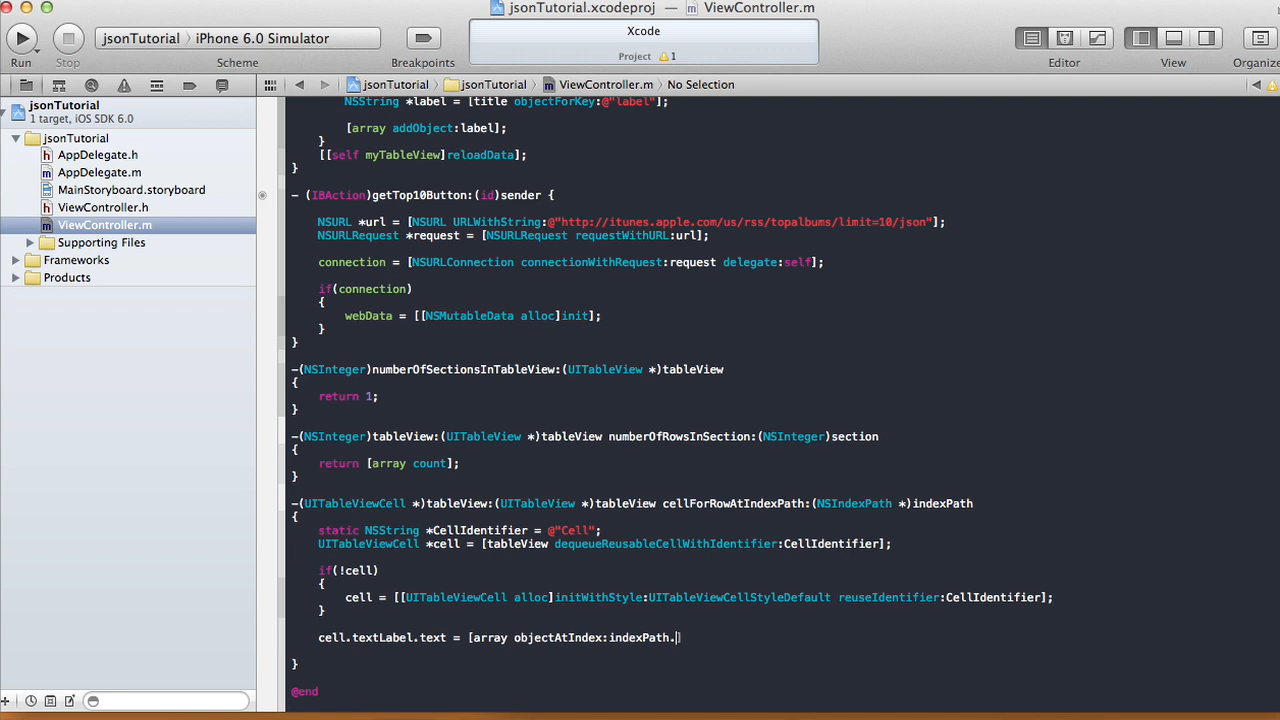 jsonTutorial.xcodeproj — ViewController.m
jsonTutorial iPhone 6.0 Simulator
Xcode
Project 1
Run Stop Scheme Breakpoints Editor View Organize
jsonTutorial jsonTutorial ViewController.m No Selection
jsonTutorial
1 target, iOS SDK 6.0
jsonTutorial
AppDelegate.h
AppDelegate.m
MainStoryboard.storyboard
ViewController.h
ViewController.m
Supporting Files
Frameworks
Products
NSString *label = [title objectForKey:@"label"];
[array addObject:label];
}
[[self myTableView]reloadData];
}
- (IBAction)getTop10Button:(id)sender {
NSURL *url = [NSURL URLWithString:@"http://itunes.apple.com/us/rss/topalbums/limit=10/json"];
NSURLRequest *request = [NSURLRequest requestWithURL:url];
connection = [NSURLConnection connectionWithRequest:request delegate:self];
if(connection)
{
webData = [[NSMutableData alloc]init];
}
}
-(NSInteger)numberOfSectionsInTableView:(UITableView *)tableView
{
return 1;
}
-(NSInteger)tableView:(UITableView *)tableView numberOfRowsInSection:(NSInteger)section
{
return [array count];
}
-(UITableViewCell *)tableView:(UITableView *)tableView cellForRowAtIndexPath:(NSIndexPath *)indexPath
{
static NSString *CellIdentifier = @"Cell";
UITableViewCell *cell = [tableView dequeueReusableCellWithIdentifier:CellIdentifier];
if(!cell)
{
cell = [[UITableViewCell alloc]initWithStyle:UITableViewCellStyleDefault reuseIdentifier:CellIdentifier];
}
cell.textLabel.text = [array objectAtIndex:indexPath.]
}
@end